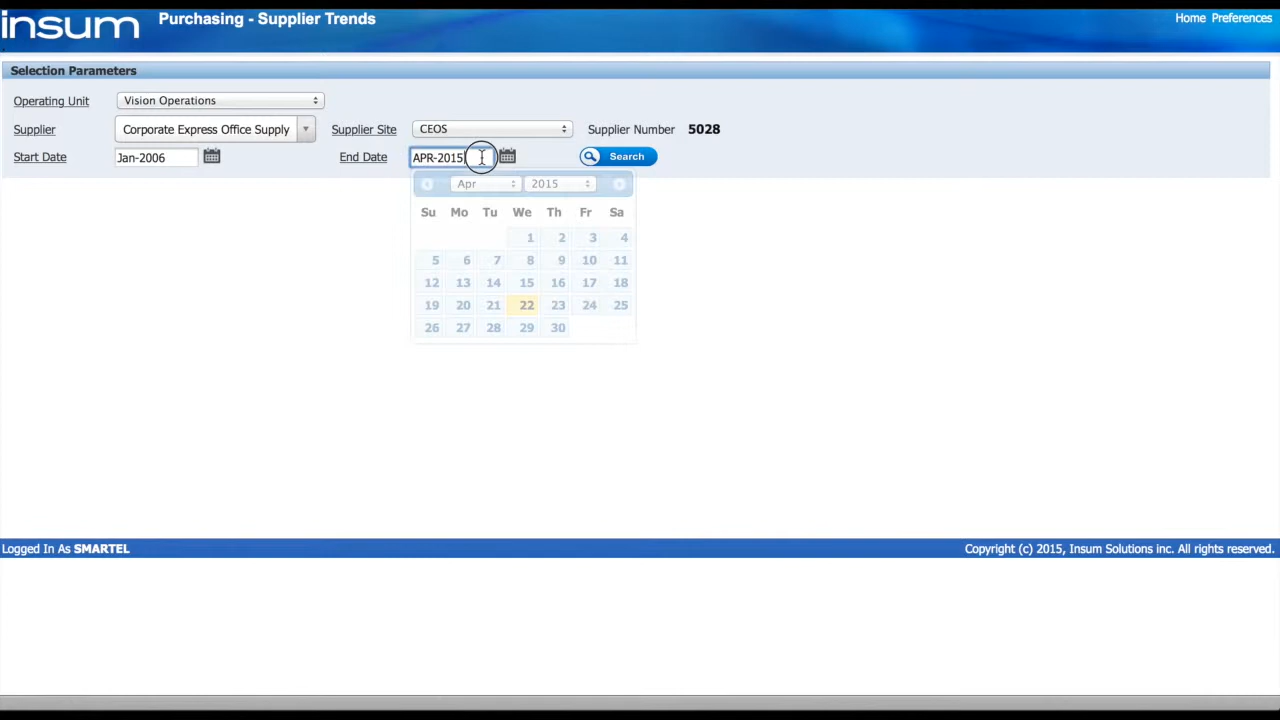 insum
Purchasing - Supplier Trends
Home Preferences
Selection Parameters
Operating Unit Vision Operations
Supplier Corporate Express Office Supply Supplier Site CEOS Supplier Number 5028
Start Date Jan-2006 End Date APR-2015 Search
Apr 2015
Su Mo Tu We Th Fr Sa
1 2 3 4
5 6 7 8 9 10 11
12 13 14 15 16 17 18
19 20 21 22 23 24 25
26 27 28 29 30
Logged In As SMARTEL
Copyright (c) 2015, Insum Solutions inc. All rights reserved.